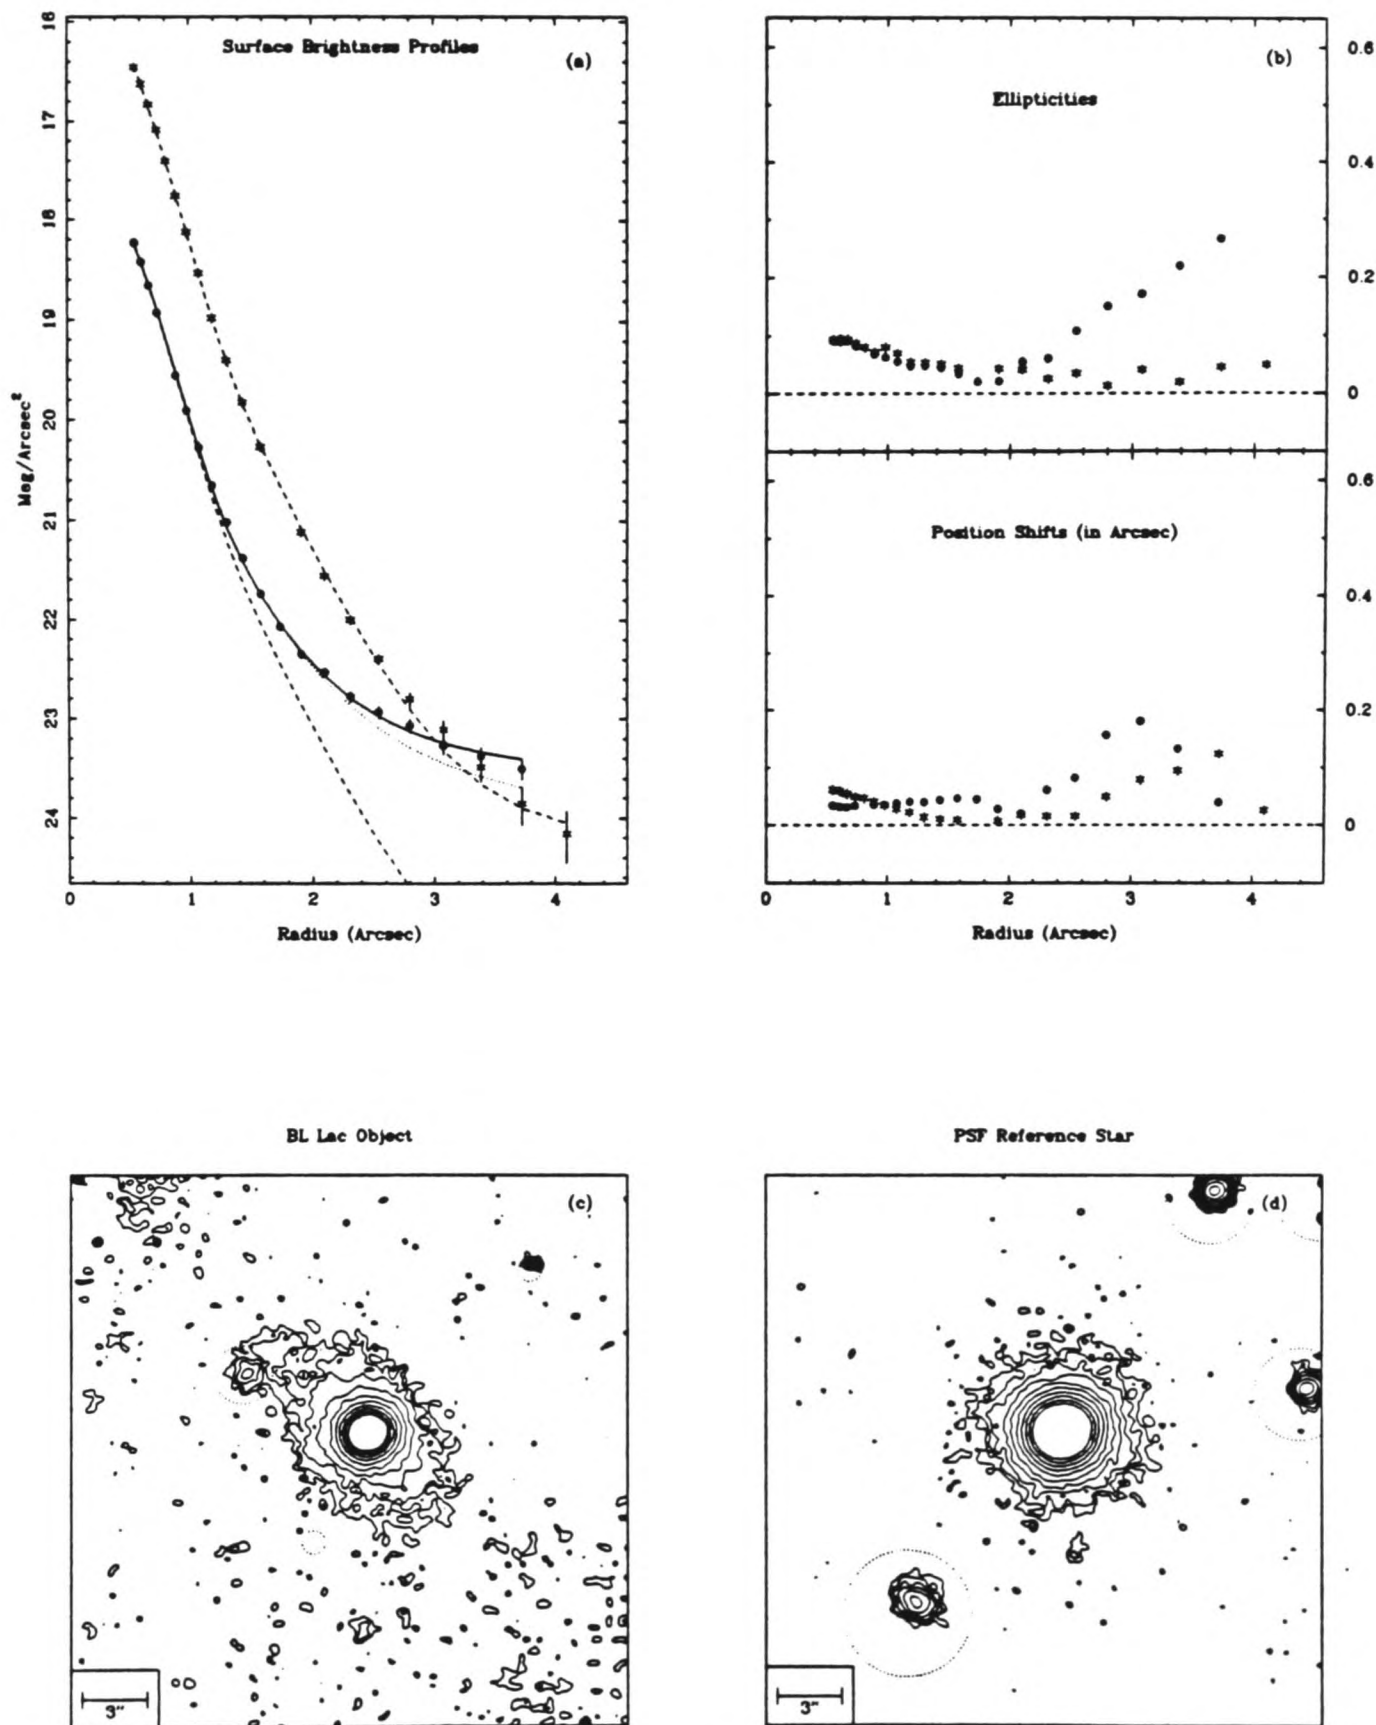 Surface Brightness Profiles
(a)
16
17
18
19
20
21
22
23
24
Mag/Arcsec²
0 1 2 3 4
Radius (Arcsec)
(b)
Ellipticities
0.6
0.4
0.2
0
Position Shifts (in Arcsec)
0.6
0.4
0.2
0
0 1 2 3 4
Radius (Arcsec)
BL Lac Object
(c)
3"
PSF Reference Star
(d)
3"